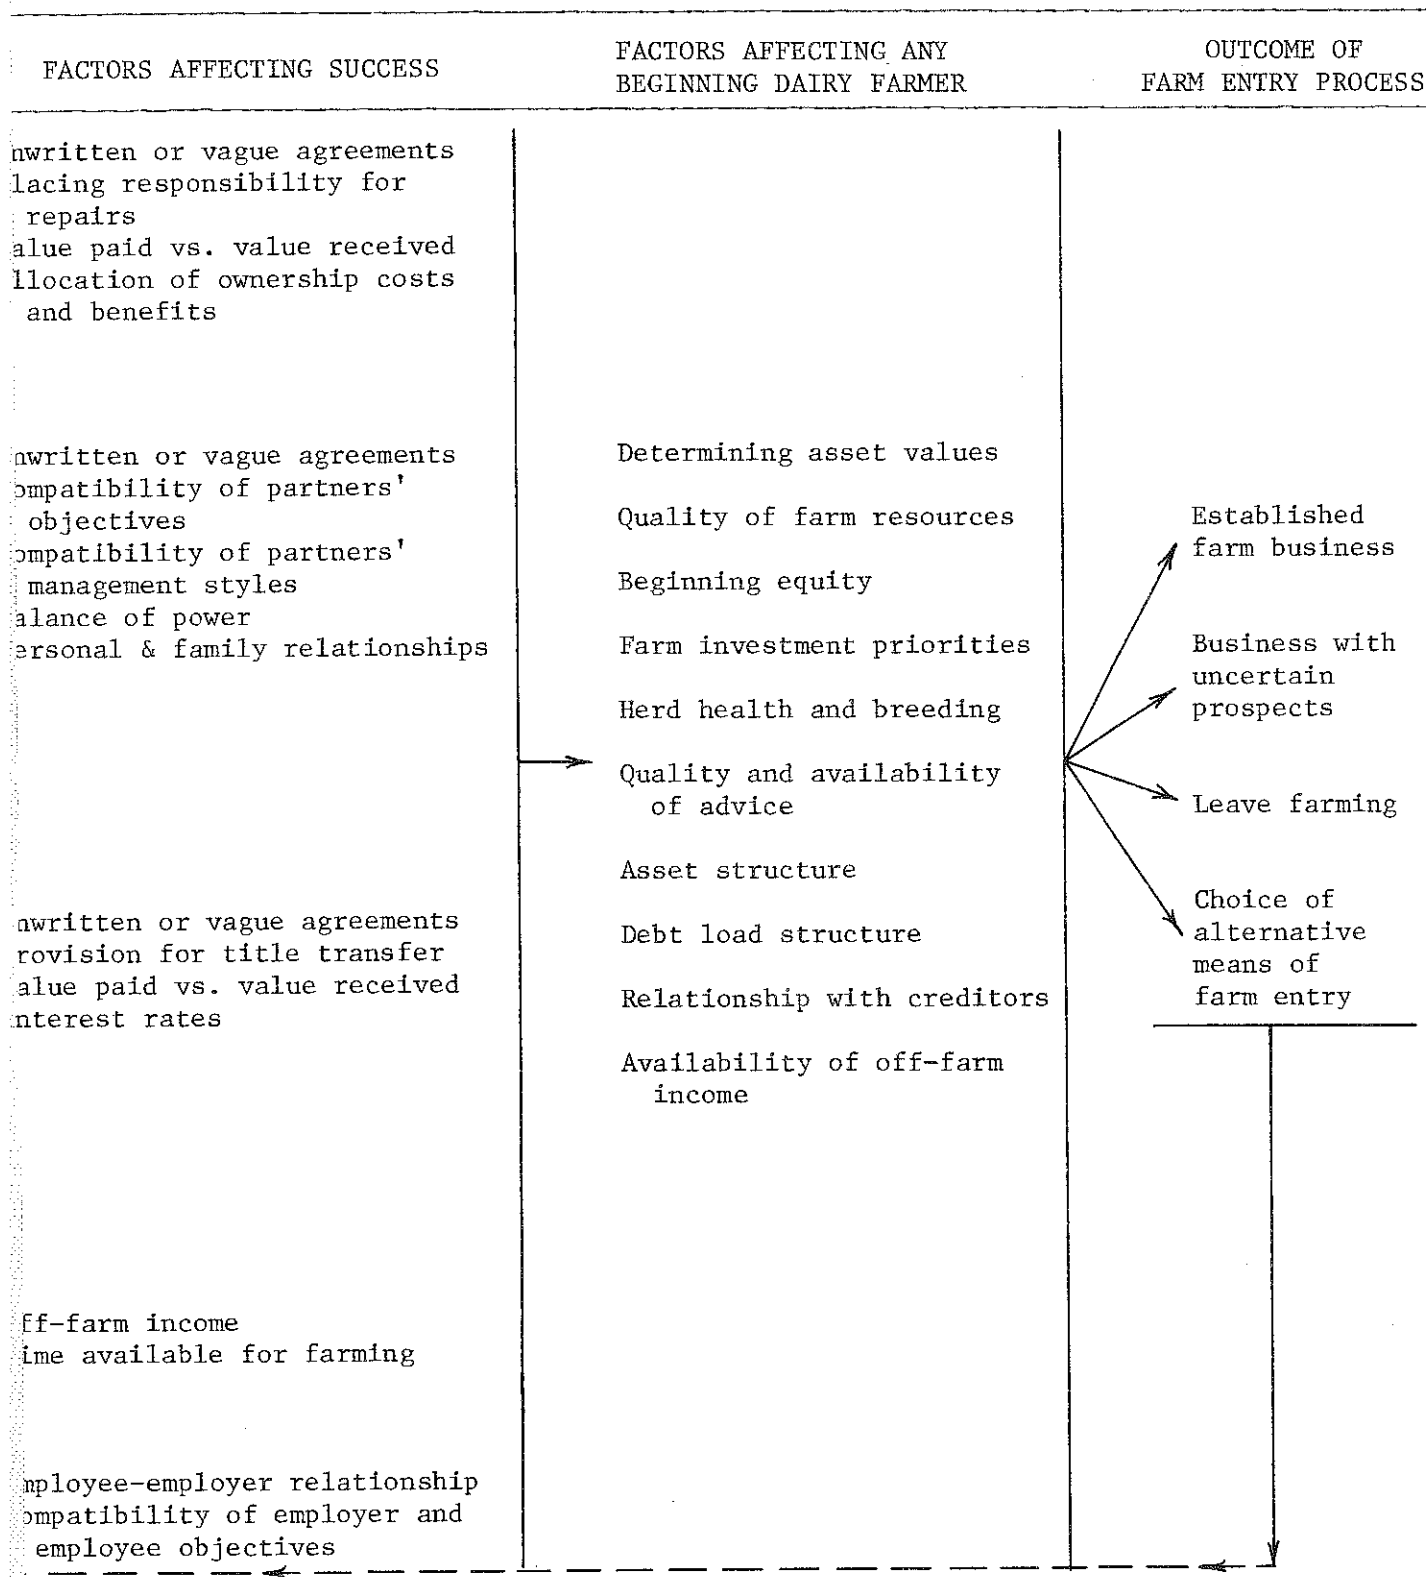 FACTORS AFFECTING SUCCESS
nwritten or vague agreements
lacing responsibility for
repairs
alue paid vs. value received
llocation of ownership costs
and benefits
nwritten or vague agreements
ompatibility of partners'
objectives
ompatibility of partners'
management styles
alance of power
ersonal & family relationships
nwritten or vague agreements
rovision for title transfer
alue paid vs. value received
nterest rates
ff-farm income
ime available for farming
mployee-employer relationship
ompatibility of employer and
employee objectives
FACTORS AFFECTING ANY
BEGINNING DAIRY FARMER
Determining asset values
Quality of farm resources
Beginning equity
Farm investment priorities
Herd health and breeding
Quality and availability
of advice
Asset structure
Debt load structure
Relationship with creditors
Availability of off-farm
income
OUTCOME OF
FARM ENTRY PROCESS
Established
farm business
Business with
uncertain
prospects
Leave farming
Choice of
alternative
means of
farm entry